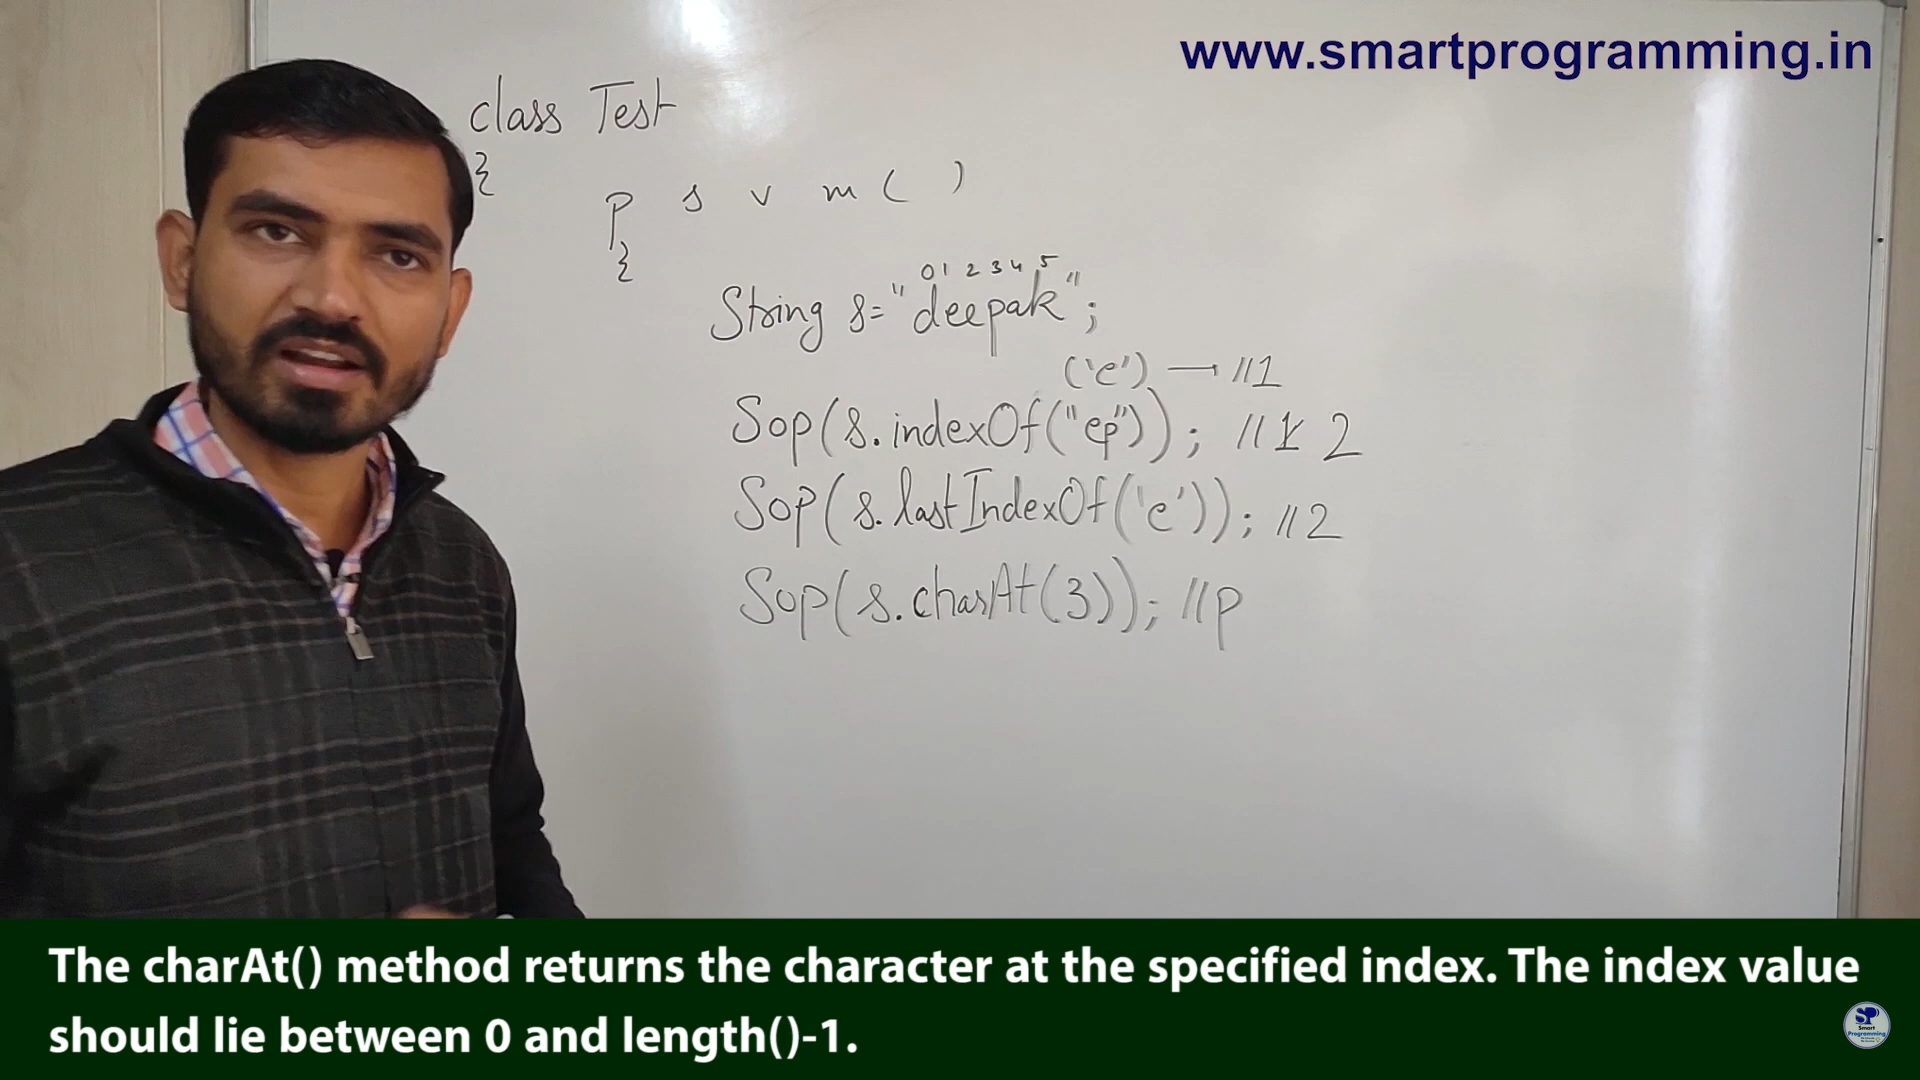 www.smartprogramming.in
class Test
{
p s v m ( )
{
0 1 2 3 4 5
String s= "deepak";
('e') → //1
Sop(s.indexOf("ep")); //1 2
Sop(s.lastIndexOf('e')); //2
Sop(s.charAt(3)); //p
The charAt() method returns the character at the specified index. The index value
should lie between 0 and length()-1.
SP
Smart
Programming